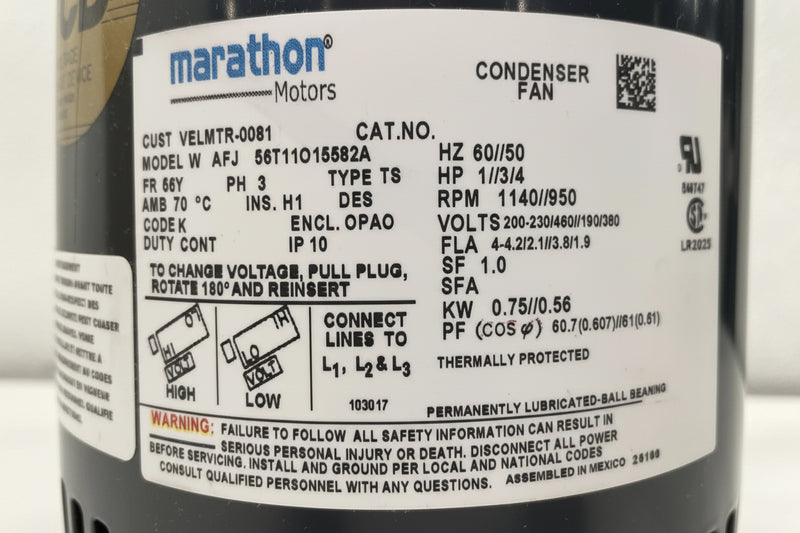 marathon®
Motors
CONDENSER
FAN
CUST VELMTR-0081
CAT.NO.
MODEL W AFJ 56T11O15582A
FR 56Y PH 3 TYPE TS
AMB 70 °C INS. H1 DES
CODE K ENCL. OPAO
DUTY CONT IP 10
HZ 60//50
HP 1//3/4
RPM 1140//950
VOLTS 200-230/460//190/380
FLA 4-4.2/2.1//3.8/1.9
SF 1.0
SFA
KW 0.75//0.56
PF (COS φ) 60.7(0.607)//61(0.61)
LR2025
TO CHANGE VOLTAGE, PULL PLUG,
ROTATE 180° AND REINSERT
HI
VOLT
HIGH
HI
LO
VOLT
LOW
CONNECT
LINES TO
L1, L2 & L3
103017
THERMALLY PROTECTED
PERMANENTLY LUBRICATED-BALL BEARING
WARNING: FAILURE TO FOLLOW ALL SAFETY INFORMATION CAN RESULT IN
SERIOUS PERSONAL INJURY OR DEATH. DISCONNECT ALL POWER
BEFORE SERVICING. INSTALL AND GROUND PER LOCAL AND NATIONAL CODES
CONSULT QUALIFIED PERSONNEL WITH ANY QUESTIONS. ASSEMBLED IN MEXICO